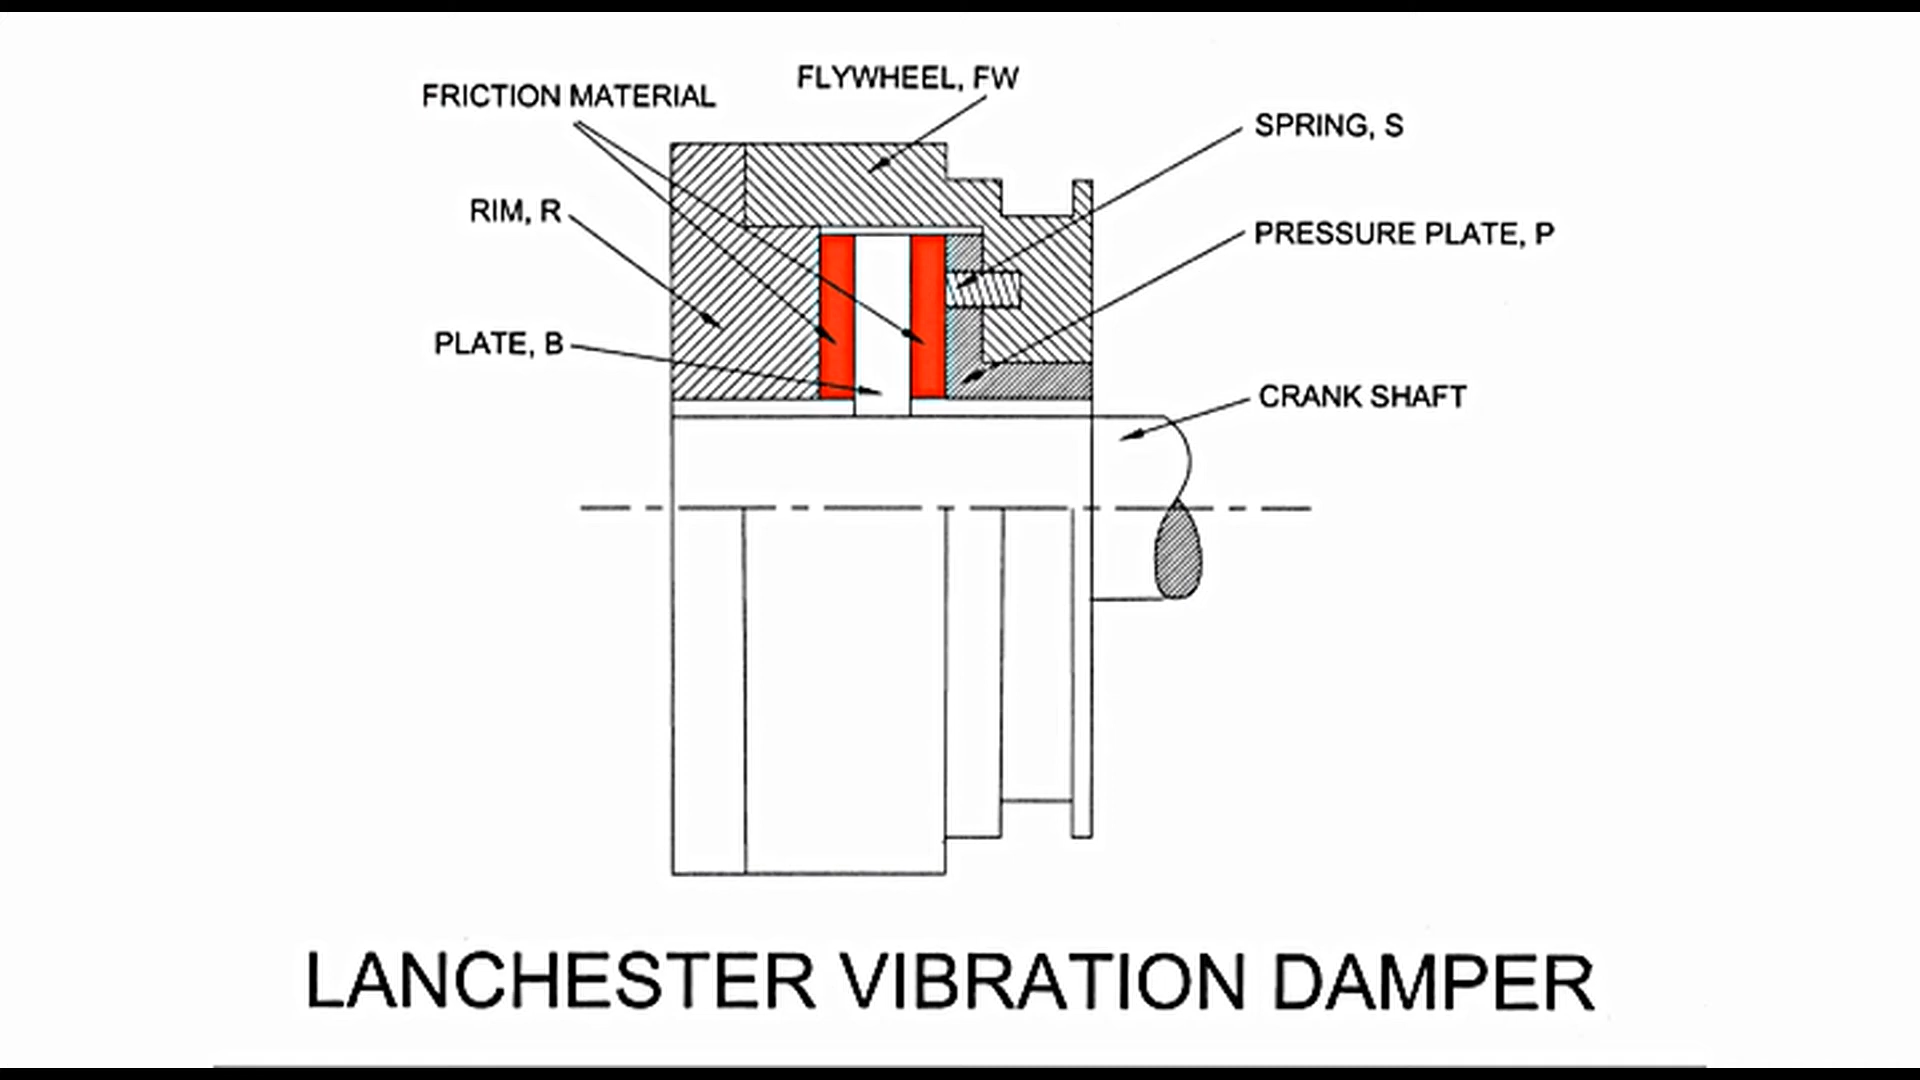 FLYWHEEL, FW
FRICTION MATERIAL
SPRING, S
RIM, R
PRESSURE PLATE, P
PLATE, B
CRANK SHAFT
LANCHESTER VIBRATION DAMPER